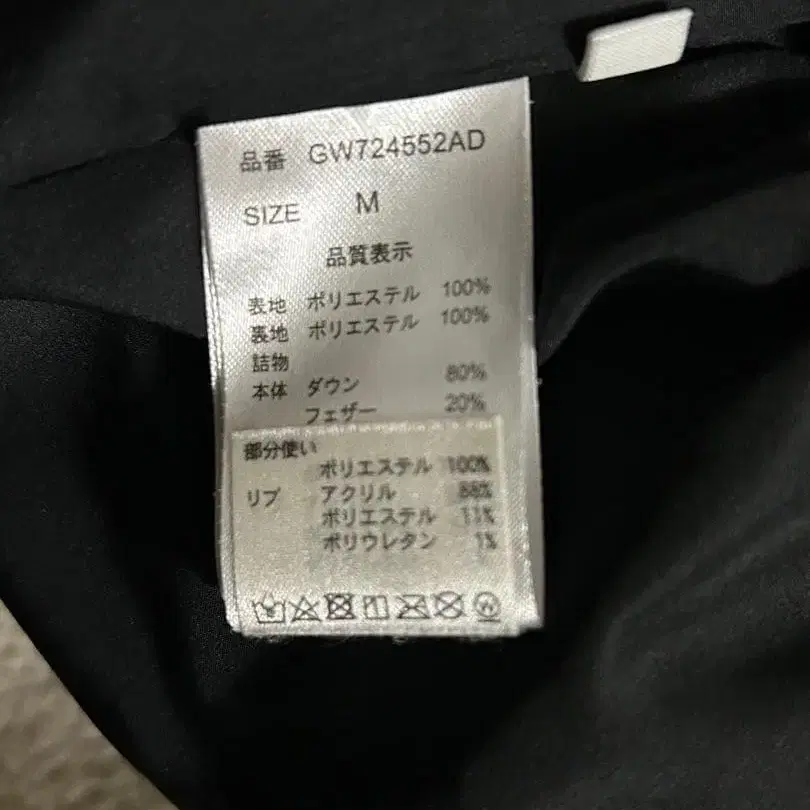 品番 GW724552AD
SIZE M
品質表示
表地 ポリエステル 100%
裏地 ポリエステル 100%
詰物
本体 ダウン 80%
フェザー 20%
部分使い
ポリエステル 100%
リブ アクリル 88%
ポリエステル 11%
ポリウレタン 1%
W